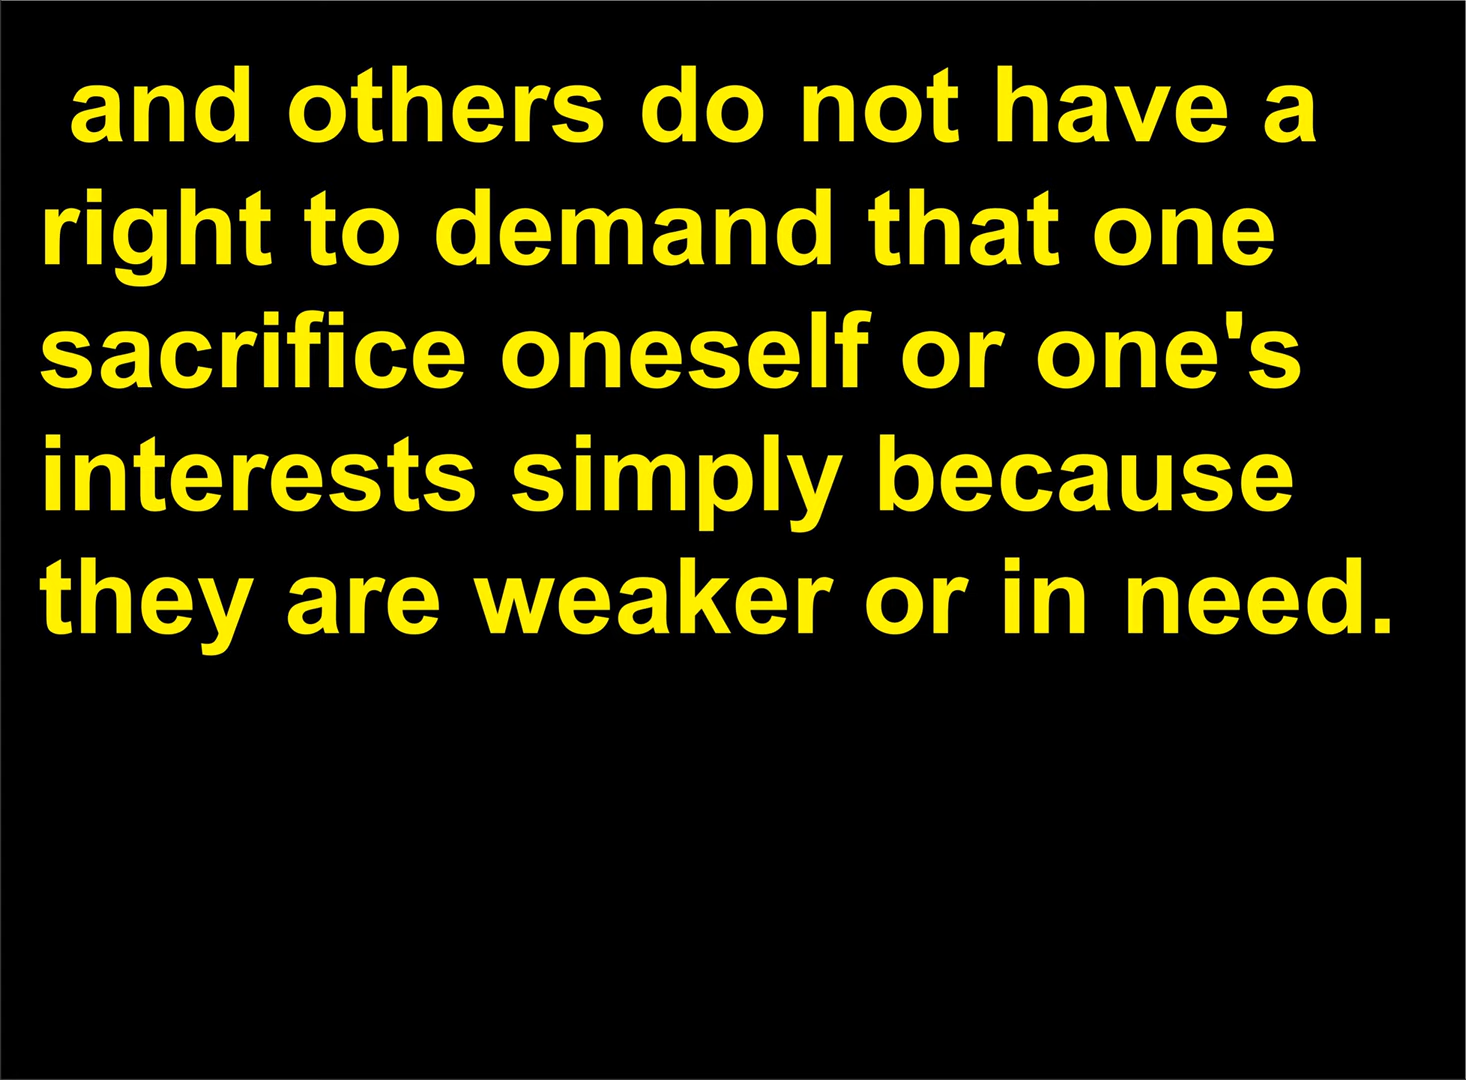 and others do not have a
right to demand that one
sacrifice oneself or one's
interests simply because
they are weaker or in need.